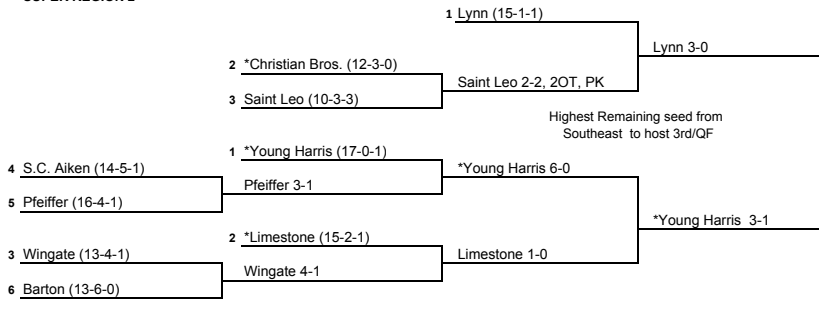 1 Lynn (15-1-1)
Lynn 3-0
2 *Christian Bros. (12-3-0)
Saint Leo 2-2, 2OT, PK
3 Saint Leo (10-3-3)
Highest Remaining seed from
Southeast to host 3rd/QF
1 *Young Harris (17-0-1)
4 S.C. Aiken (14-5-1)
*Young Harris 6-0
Pfeiffer 3-1
5 Pfeiffer (16-4-1)
*Young Harris 3-1
2 *Limestone (15-2-1)
3 Wingate (13-4-1)
Limestone 1-0
Wingate 4-1
6 Barton (13-6-0)